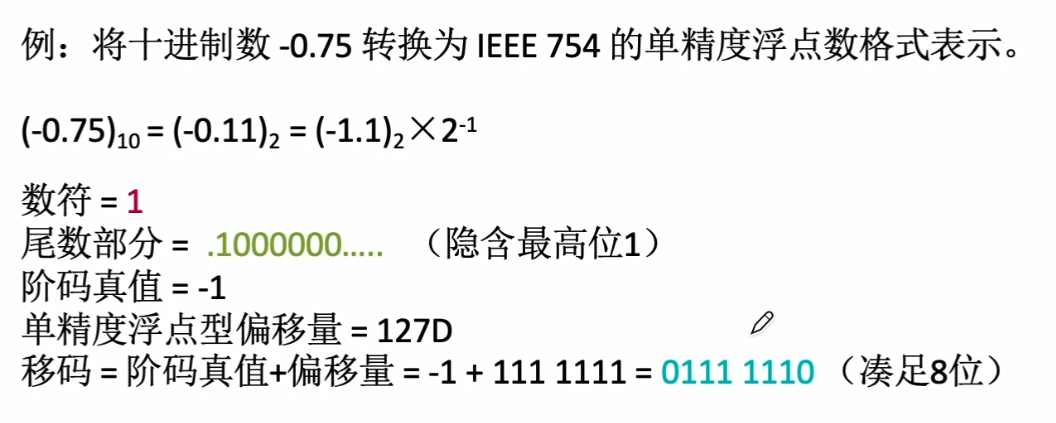 例：将十进制数 -0.75 转换为 IEEE 754 的单精度浮点数格式表示。
(-0.75)₁₀ = (-0.11)₂ = (-1.1)₂×2⁻¹
数符 = 1
尾数部分 = .1000000..... （隐含最高位1）
阶码真值 = -1
单精度浮点型偏移量 = 127D
移码 = 阶码真值+偏移量 = -1 + 111 1111 = 0111 1110 （凑足8位）